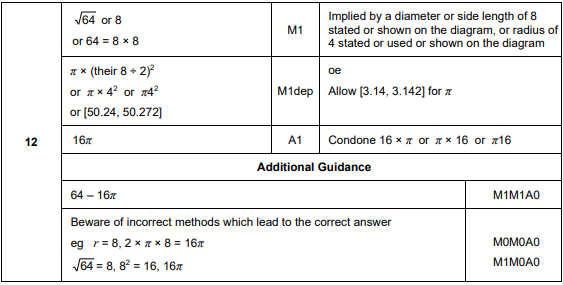 √64 or 8
or 64 = 8 × 8
M1
Implied by a diameter or side length of 8
stated or shown on the diagram, or radius of
4 stated or used or shown on the diagram
π × (their 8 ÷ 2)²
or π × 4² or π4²
or [50.24, 50.272]
M1dep
oe
Allow [3.14, 3.142] for π
12
16π
A1
Condone 16 × π or π × 16 or π16
Additional Guidance
64 – 16π
M1M1A0
Beware of incorrect methods which lead to the correct answer
eg r = 8, 2 × π × 8 = 16π
M0M0A0
√64 = 8, 8² = 16, 16π
M1M0A0